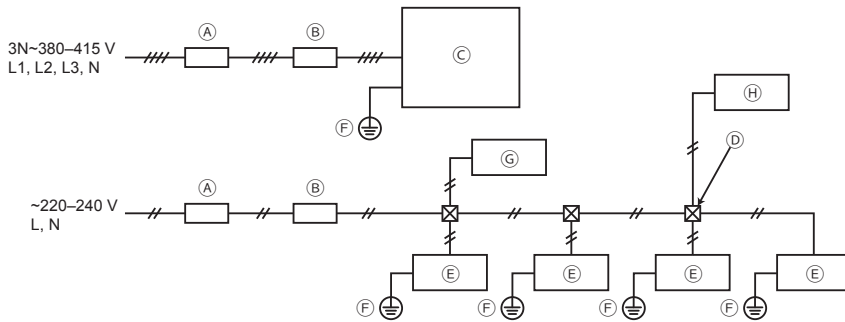 Ⓐ Ⓑ
3N~380–415 V
L1, L2, L3, N
Ⓒ
Ⓕ
Ⓗ
Ⓖ
Ⓓ
Ⓐ Ⓑ
~220–240 V
L, N
Ⓔ Ⓔ Ⓔ Ⓔ
Ⓕ Ⓕ Ⓕ Ⓕ